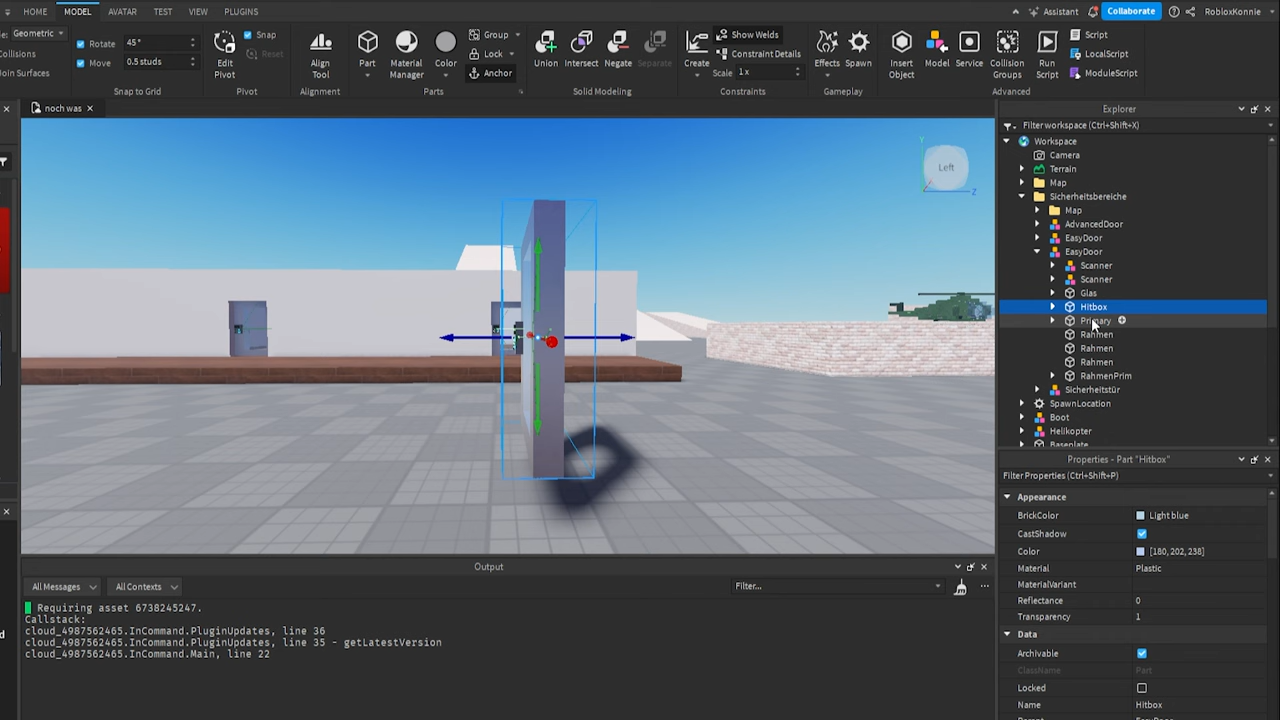 HOME MODEL AVATAR TEST VIEW PLUGINS Assistant Collaborate RobloxKonnie
Geometric
Collisions
Join Surfaces
Rotate 45°
Move 0.5 studs
Snap to Grid
Edit Pivot
Snap
Reset
Pivot
Align Tool
Alignment
Part
Material Manager
Color
Group
Lock
Anchor
Parts
Union
Intersect
Negate
Separate
Solid Modeling
Create
Show Welds
Constraint Details
Scale 1x
Constraints
Effects
Spawn
Gameplay
Insert Object
Model
Service
Collision Groups
Run Script
Script
LocalScript
ModuleScript
Advanced
noch was
Left
Y
Z
Explorer
Filter workspace (Ctrl+Shift+X)
Workspace
Camera
Terrain
Map
Sicherheitsbereiche
Map
AdvancedDoor
EasyDoor
EasyDoor
Scanner
Scanner
Glas
Hitbox
Primary
Rahmen
Rahmen
Rahmen
RahmenPrim
Sicherheitstür
SpawnLocation
Boot
Helikopter
Baseplate
Properties - Part "Hitbox"
Filter Properties (Ctrl+Shift+P)
Appearance
BrickColor Light blue
CastShadow
Color [180, 202, 238]
Material Plastic
MaterialVariant
Reflectance 0
Transparency 1
Data
Archivable
ClassName Part
Locked
Name Hitbox
Output
All Messages All Contexts Filter...
Requiring asset 6738245247.
Callstack:
cloud_4987562465.InCommand.PluginUpdates, line 36
cloud_4987562465.InCommand.PluginUpdates, line 35 - getLatestVersion
cloud_4987562465.InCommand.Main, line 22